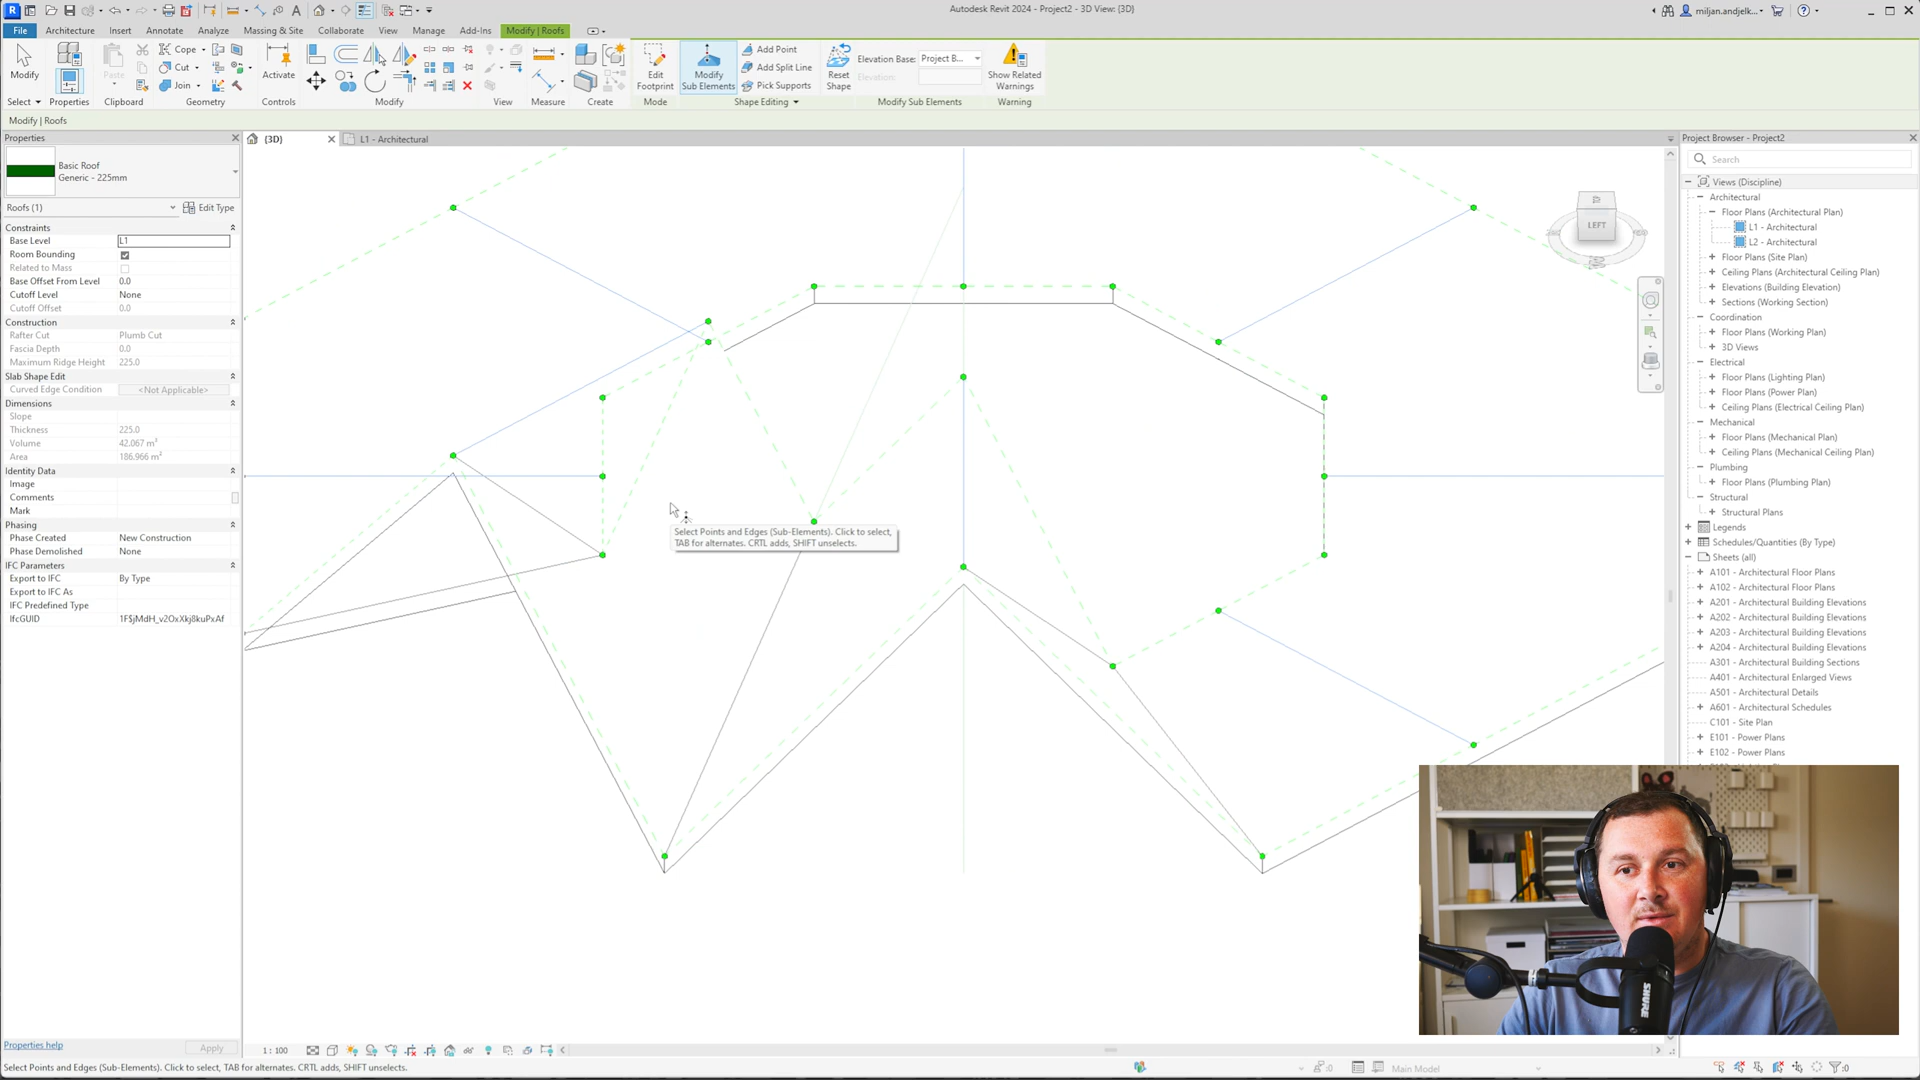 Autodesk Revit 2024 - Project2 - 3D View: {3D}
miljan.andjelk...
File Architecture Insert Annotate Analyze Massing & Site Collaborate View Manage Add-Ins Modify | Roofs
Modify Properties Paste Cope Cut Join Activate
Edit Footprint
Modify Sub Elements
Add Point
Add Split Line
Pick Supports
Reset Shape
Elevation Base: Project B...
Elevation:
Show Related Warnings
Select Properties Clipboard Geometry Controls Modify View Measure Create Mode Shape Editing Modify Sub Elements Warning
Modify | Roofs
Properties
Basic Roof
Generic - 225mm
Roofs (1) Edit Type
Constraints
Base Level L1
Room Bounding
Related to Mass
Base Offset From Level 0.0
Cutoff Level None
Cutoff Offset 0.0
Construction
Rafter Cut Plumb Cut
Fascia Depth 0.0
Maximum Ridge Height 225.0
Slab Shape Edit
Curved Edge Condition <Not Applicable>
Dimensions
Slope
Thickness 225.0
Volume 42.067 m³
Area 186.966 m²
Identity Data
Image
Comments
Mark
Phasing
Phase Created New Construction
Phase Demolished None
IFC Parameters
Export to IFC By Type
Export to IFC As
IFC Predefined Type
IfcGUID 1F$jMdH_v2OxXkj8kuPxAf
Properties help Apply
{3D} L1 - Architectural
LEFT
Select Points and Edges (Sub-Elements). Click to select,
TAB for alternates. CRTL adds, SHIFT unselects.
Project Browser - Project2
Search
Views (Discipline)
Architectural
Floor Plans (Architectural Plan)
L1 - Architectural
L2 - Architectural
Floor Plans (Site Plan)
Ceiling Plans (Architectural Ceiling Plan)
Elevations (Building Elevation)
Sections (Working Section)
Coordination
Floor Plans (Working Plan)
3D Views
Electrical
Floor Plans (Lighting Plan)
Floor Plans (Power Plan)
Ceiling Plans (Electrical Ceiling Plan)
Mechanical
Floor Plans (Mechanical Plan)
Ceiling Plans (Mechanical Ceiling Plan)
Plumbing
Floor Plans (Plumbing Plan)
Structural
Structural Plans
Legends
Schedules/Quantities (By Type)
Sheets (all)
A101 - Architectural Floor Plans
A102 - Architectural Floor Plans
A201 - Architectural Building Elevations
A202 - Architectural Building Elevations
A203 - Architectural Building Elevations
A204 - Architectural Building Elevations
A301 - Architectural Building Sections
A401 - Architectural Enlarged Views
A501 - Architectural Details
A601 - Architectural Schedules
C101 - Site Plan
E101 - Power Plans
E102 - Power Plans
SHURE
1 : 100
Select Points and Edges (Sub-Elements). Click to select, TAB for alternates. CRTL adds, SHIFT unselects.
:0 Main Model :0